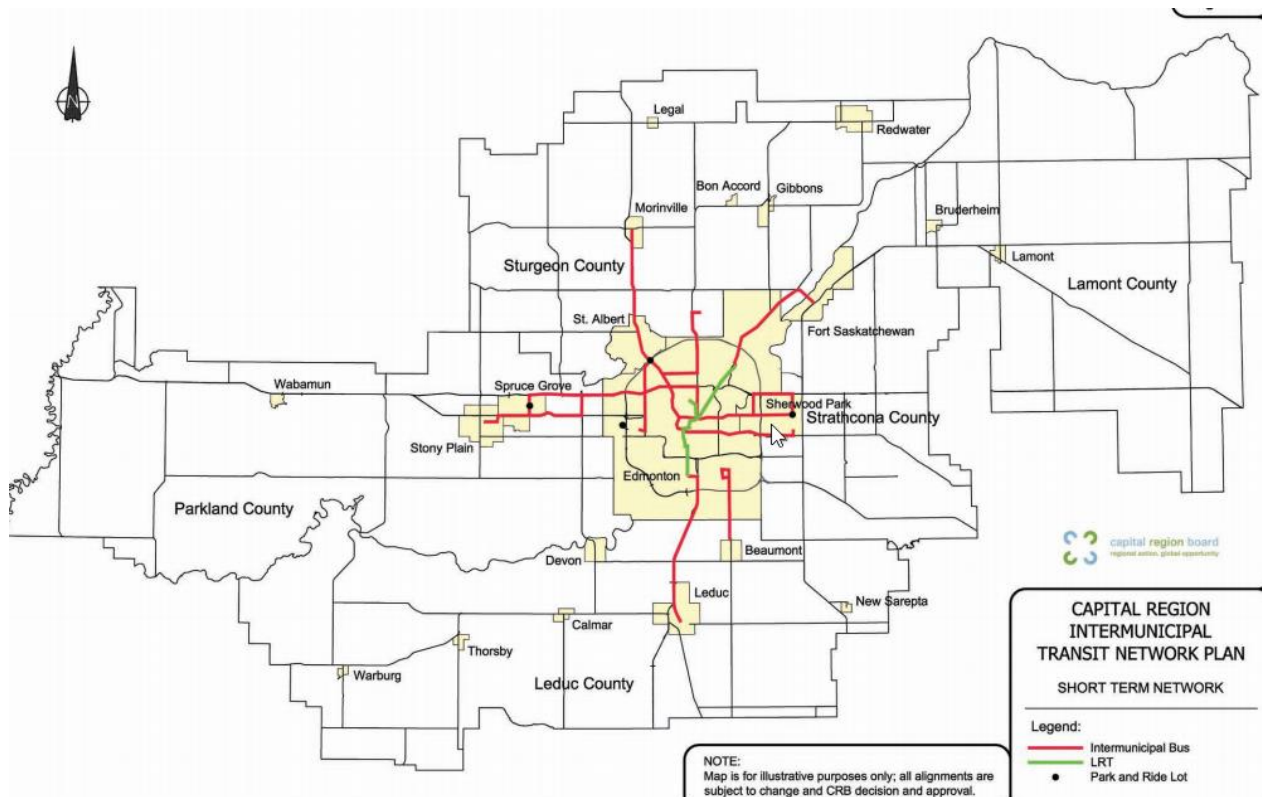 N
Legal
Redwater
Bon Accord
Gibbons
Morinville
Bruderheim
Sturgeon County
Lamont
Lamont County
St. Albert
Fort Saskatchewan
Wabamun
Spruce Grove
Sherwood Park
Strathcona County
Stony Plain
Edmonton
Parkland County
capital region board
regional action. global opportunity
Devon
Beaumont
Leduc
New Sarepta
Calmar
Thorsby
Warburg
Leduc County
CAPITAL REGION
INTERMUNICIPAL
TRANSIT NETWORK PLAN
SHORT TERM NETWORK
Legend:
Intermunicipal Bus
LRT
Park and Ride Lot
NOTE:
Map is for illustrative purposes only; all alignments are
subject to change and CRB decision and approval.